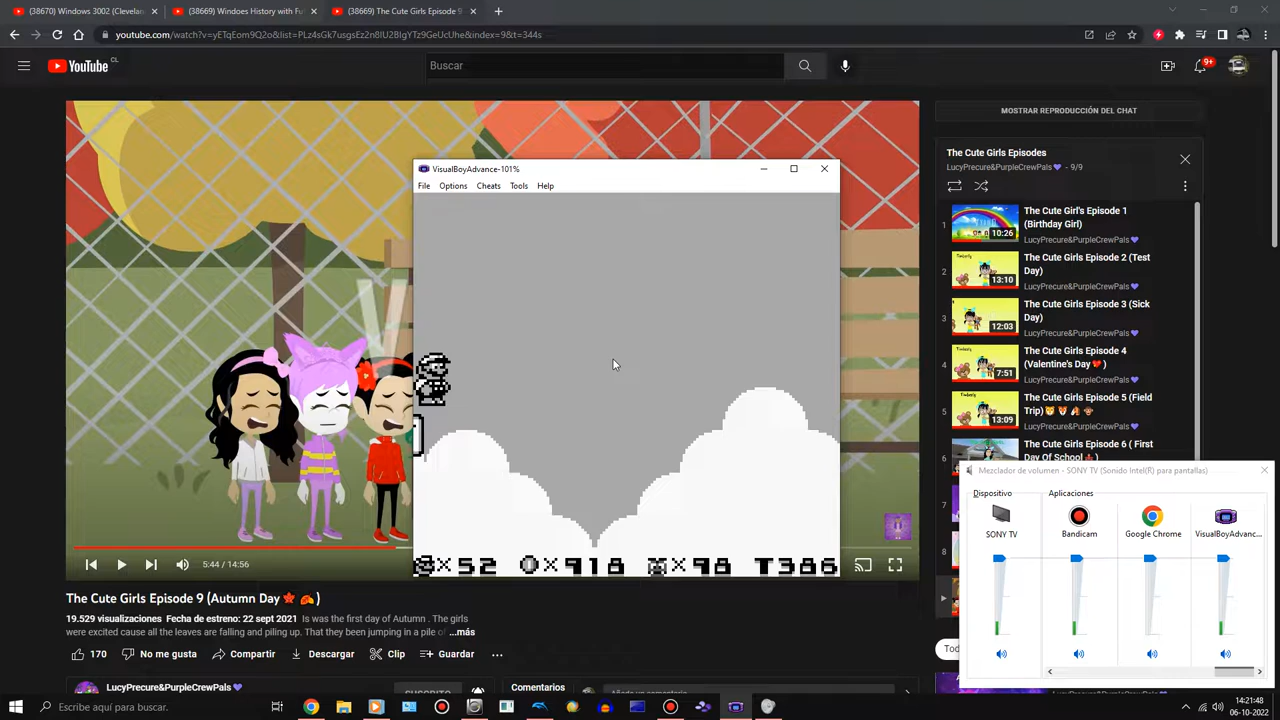 (38670) Windows 3002 (Clevela
(38669) Windoes History with Fu
(38669) The Cute Girls Episode 9
youtube.com/watch?v=yETqEom9Q2o&list=PLz4sGk7usgsEz2n8IU2BIgYTz9GeUcUhe&index=9&t=344s
YouTube CL
Buscar
9+
MOSTRAR REPRODUCCIÓN DEL CHAT
The Cute Girls Episodes
LucyPrecure&PurpleCrewPals💜 - 9/9
1
The Cute Girl's Episode 1
(Birthday Girl)
LucyPrecure&PurpleCrewPals💜
10:26
2
The Cute Girls Episode 2 (Test
Day)
LucyPrecure&PurpleCrewPals💜
13:10
3
The Cute Girls Episode 3 (Sick
Day)
LucyPrecure&PurpleCrewPals💜
12:03
4
The Cute Girls Episode 4
(Valentine's Day💔)
LucyPrecure&PurpleCrewPals💜
7:51
5
The Cute Girls Episode 5 (Field
Trip)
LucyPrecure&PurpleCrewPals💜
13:09
The Cute Girls Episode 6 ( First
Day Of School
8
VisualBoyAdvance-101%
File Options Cheats Tools Help
×52 ×918 ×98 T386
5:44 / 14:56
The Cute Girls Episode 9 (Autumn Day🍁 🍂 )
19.529 visualizaciones Fecha de estreno: 22 sept 2021 Is was the first day of Autumn . The girls
were excited cause all the leaves are falling and piling up. That they been jumping in a pile of ...más
170 No me gusta Compartir Descargar Clip Guardar
LucyPrecure&PurpleCrewPals💜
SUSCRITO
Comentarios
Tod
Mezclador de volumen - SONY TV (Sonido Intel(R) para pantallas)
Dispositivo
Aplicaciones
SONY TV
Bandicam
Google Chrome
VisualBoyAdvanc...
Escribe aquí para buscar.
14:21:48
06-10-2022